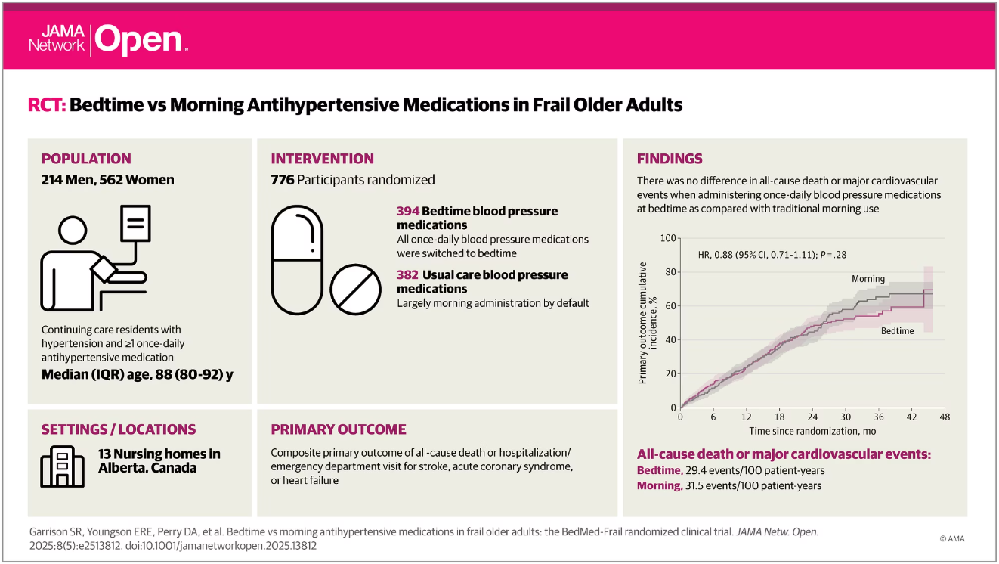 JAMA
Network
Open™
RCT: Bedtime vs Morning Antihypertensive Medications in Frail Older Adults
POPULATION
214 Men, 562 Women
Continuing care residents with
hypertension and ≥1 once-daily
antihypertensive medication
Median (IQR) age, 88 (80-92) y
INTERVENTION
776 Participants randomized
394 Bedtime blood pressure
medications
All once-daily blood pressure medications
were switched to bedtime
382 Usual care blood pressure
medications
Largely morning administration by default
SETTINGS / LOCATIONS
13 Nursing homes in
Alberta, Canada
PRIMARY OUTCOME
Composite primary outcome of all-cause death or hospitalization/
emergency department visit for stroke, acute coronary syndrome,
or heart failure
FINDINGS
There was no difference in all-cause death or major cardiovascular
events when administering once-daily blood pressure medications
at bedtime as compared with traditional morning use
HR, 0.88 (95% CI, 0.71-1.11); P = .28
Primary outcome cumulative
incidence, %
100
80
60
40
20
0
Morning
Bedtime
0 6 12 18 24 30 36 42 48
Time since randomization, mo
All-cause death or major cardiovascular events:
Bedtime, 29.4 events/100 patient-years
Morning, 31.5 events/100 patient-years
Garrison SR, Youngson ERE, Perry DA, et al. Bedtime vs morning antihypertensive medications in frail older adults: the BedMed-Frail randomized clinical trial. JAMA Netw. Open.
2025;8(5):e2513812. doi:10.1001/jamanetworkopen.2025.13812
© AMA